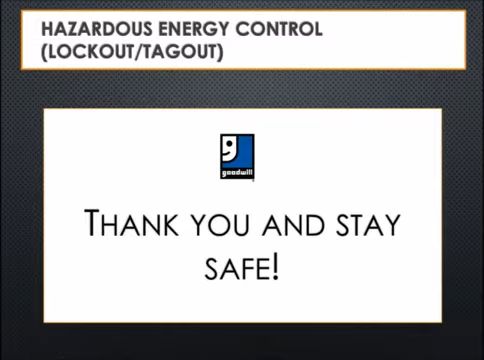 HAZARDOUS ENERGY CONTROL
(LOCKOUT/TAGOUT)
goodwill
THANK YOU AND STAY
SAFE!